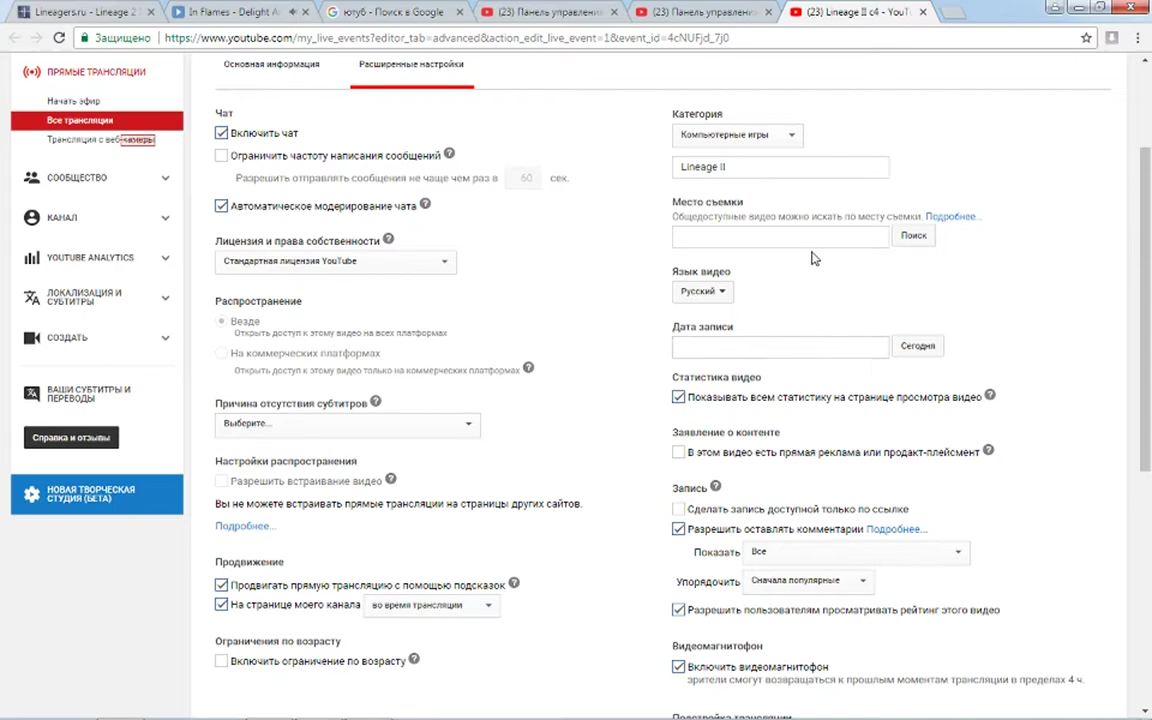 Lineagers.ru - Lineage 2
In Flames - Delight A
ютуб - Поиск в Google
(23) Панель управлени
(23) Панель управлени
(23) Lineage II c4 - YouT
Защищено
https://www.youtube.com/my_live_events?editor_tab=advanced&action_edit_live_event=1&event_id=4cNUFjd_7j0
ПРЯМЫЕ ТРАНСЛЯЦИИ
Начать эфир
Все трансляции
Трансляция с веб-камеры
СООБЩЕСТВО
КАНАЛ
YOUTUBE ANALYTICS
ЛОКАЛИЗАЦИЯ И
СУБТИТРЫ
СОЗДАТЬ
ВАШИ СУБТИТРЫ И
ПЕРЕВОДЫ
Справка и отзывы
НОВАЯ ТВОРЧЕСКАЯ
СТУДИЯ (БЕТА)
Основная информация
Расширенные настройки
Чат
Включить чат
Ограничить частоту написания сообщений
Разрешить отправлять сообщения не чаще чем раз в 60 сек.
Автоматическое модерирование чата
Лицензия и права собственности
Стандартная лицензия YouTube
Распространение
Везде
Открыть доступ к этому видео на всех платформах
На коммерческих платформах
Открыть доступ к этому видео только на коммерческих платформах
Причина отсутствия субтитров
Выберите...
Настройки распространения
Разрешить встраивание видео
Вы не можете встраивать прямые трансляции на страницы других сайтов.
Подробнее...
Продвижение
Продвигать прямую трансляцию с помощью подсказок
На странице моего канала во время трансляции
Ограничения по возрасту
Включить ограничение по возрасту
Категория
Компьютерные игры
Lineage II
Место съемки
Общедоступные видео можно искать по месту съемки. Подробнее...
Поиск
Язык видео
Русский
Дата записи
Сегодня
Статистика видео
Показывать всем статистику на странице просмотра видео
Заявление о контенте
В этом видео есть прямая реклама или продакт-плейсмент
Запись
Сделать запись доступной только по ссылке
Разрешить оставлять комментарии Подробнее...
Показать Все
Упорядочить Сначала популярные
Разрешить пользователям просматривать рейтинг этого видео
Видеомагнитофон
Включить видеомагнитофон
зрители смогут возвращаться к прошлым моментам трансляции в пределах 4 ч.
Подстройка трансляции